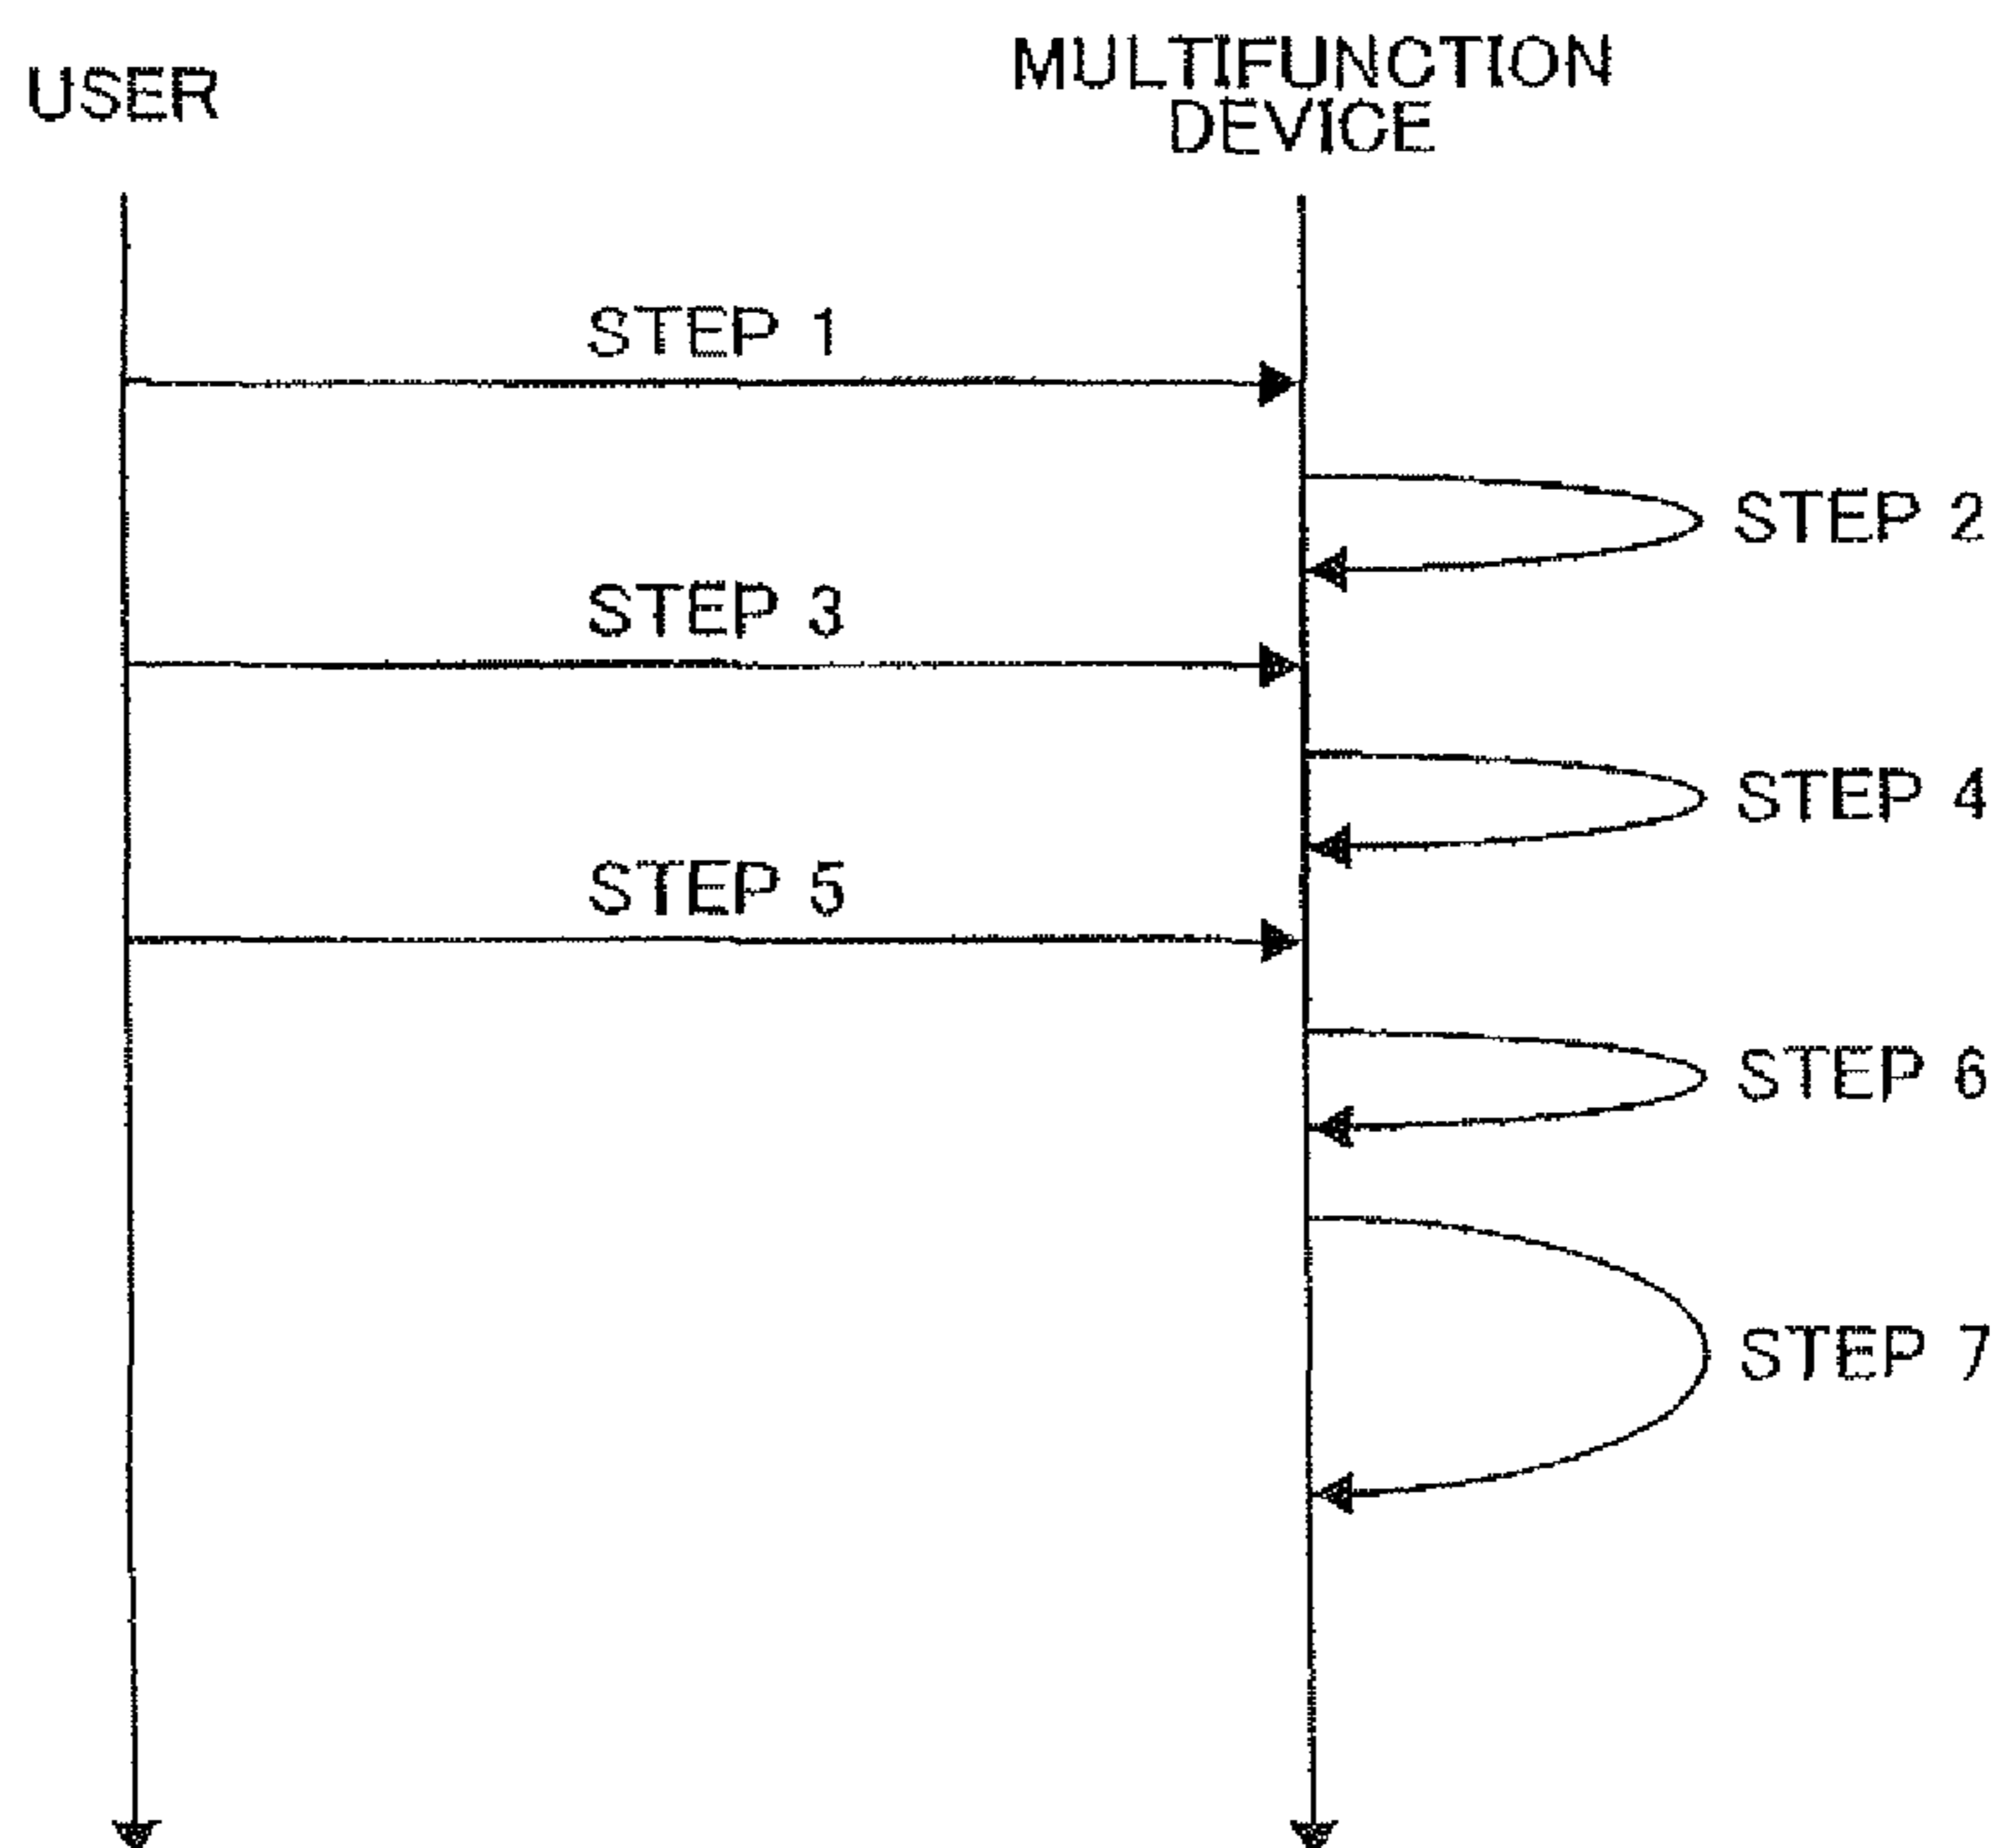 USER
MULTIFUNCTION
DEVICE
STEP 1
STEP 2
STEP 3
STEP 4
STEP 5
STEP 6
STEP 7